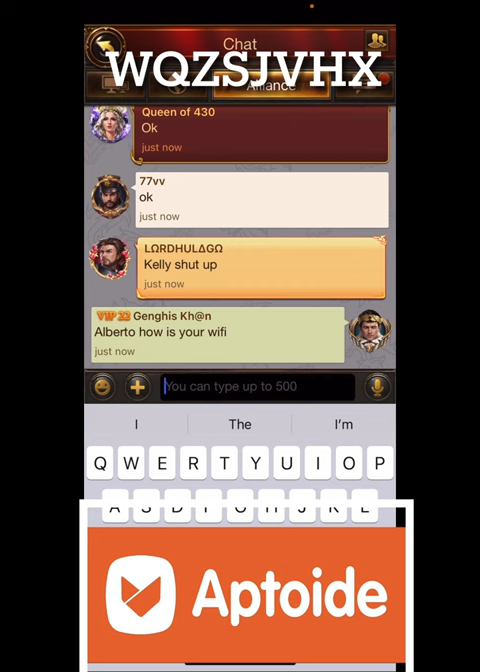 Chat
WQZSJVHX
Alliance
Queen of 430
Ok
just now
77vv
ok
just now
LΩRDHULΔGΩ
Kelly shut up
just now
VIP 22 Genghis Kh@n
Alberto how is your wifi
just now
You can type up to 500
I The I'm
Q W E R T Y U I O P
A S D F G H J K L
Aptoide